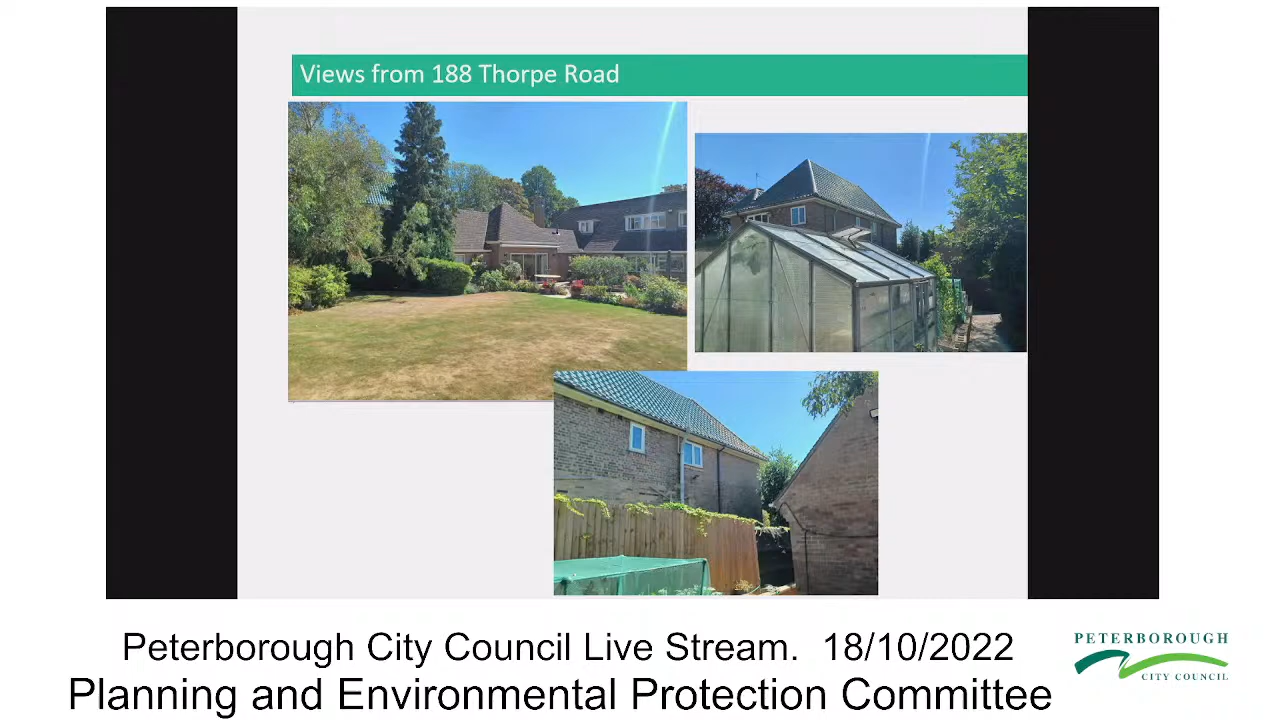 Views from 188 Thorpe Road
Peterborough City Council Live Stream. 18/10/2022
Planning and Environmental Protection Committee
PETERBOROUGH
CITY COUNCIL